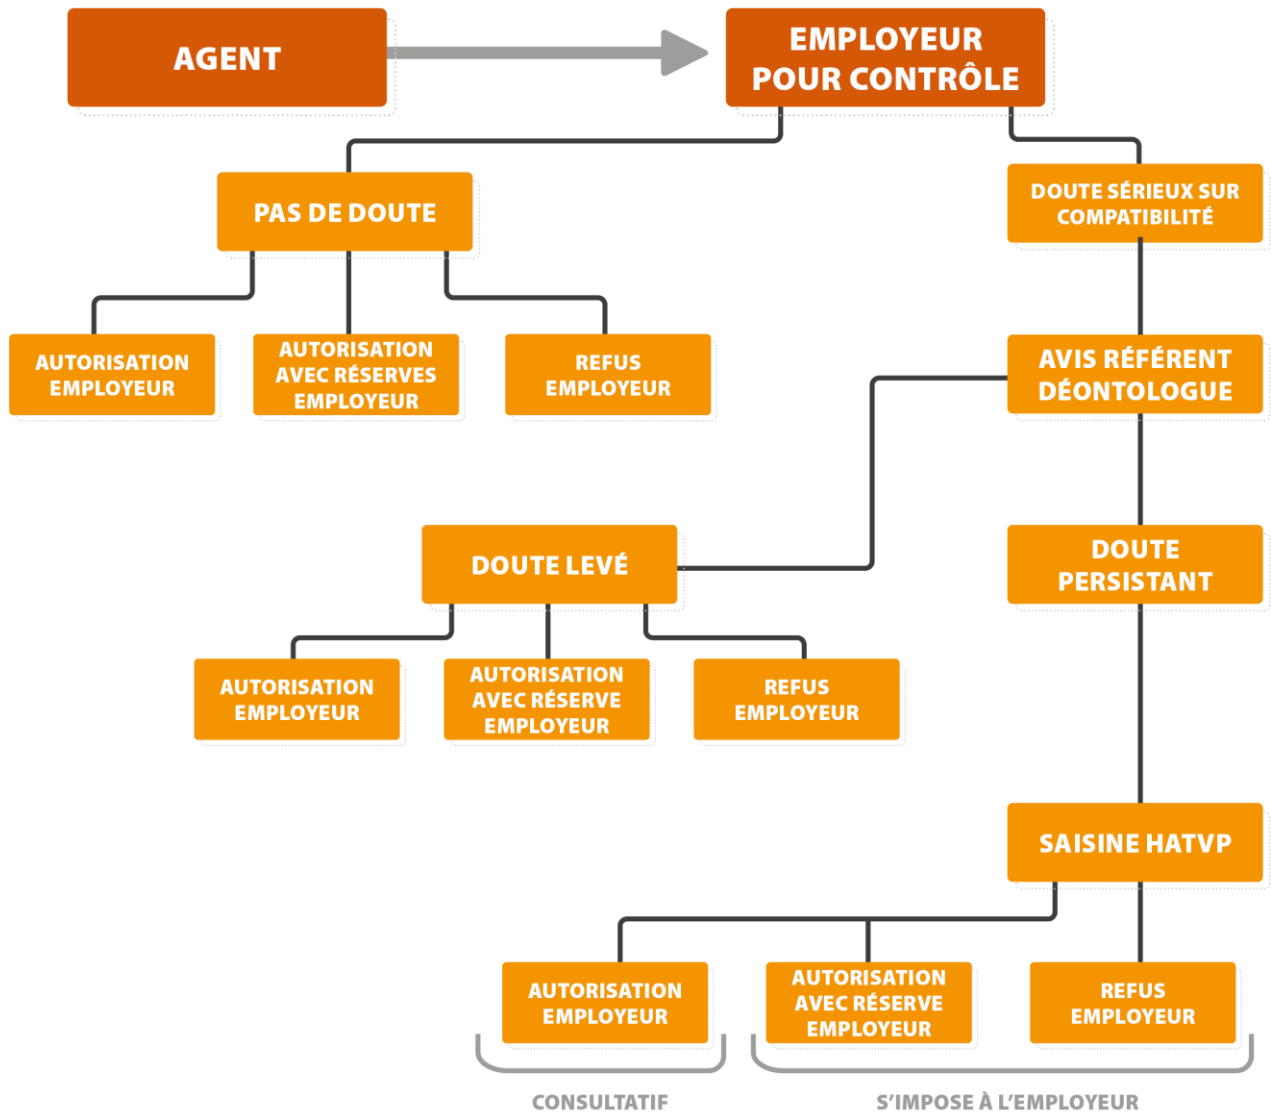 AGENT
EMPLOYEUR
POUR CONTRÔLE
PAS DE DOUTE
DOUTE SÉRIEUX SUR
COMPATIBILITÉ
AUTORISATION
EMPLOYEUR
AUTORISATION
AVEC RÉSERVES
EMPLOYEUR
REFUS
EMPLOYEUR
AVIS RÉFÉRENT
DÉONTOLOGUE
DOUTE LEVÉ
DOUTE
PERSISTANT
AUTORISATION
EMPLOYEUR
AUTORISATION
AVEC RÉSERVE
EMPLOYEUR
REFUS
EMPLOYEUR
SAISINE HATVP
AUTORISATION
EMPLOYEUR
AUTORISATION
AVEC RÉSERVE
EMPLOYEUR
REFUS
EMPLOYEUR
CONSULTATIF
S'IMPOSE À L'EMPLOYEUR